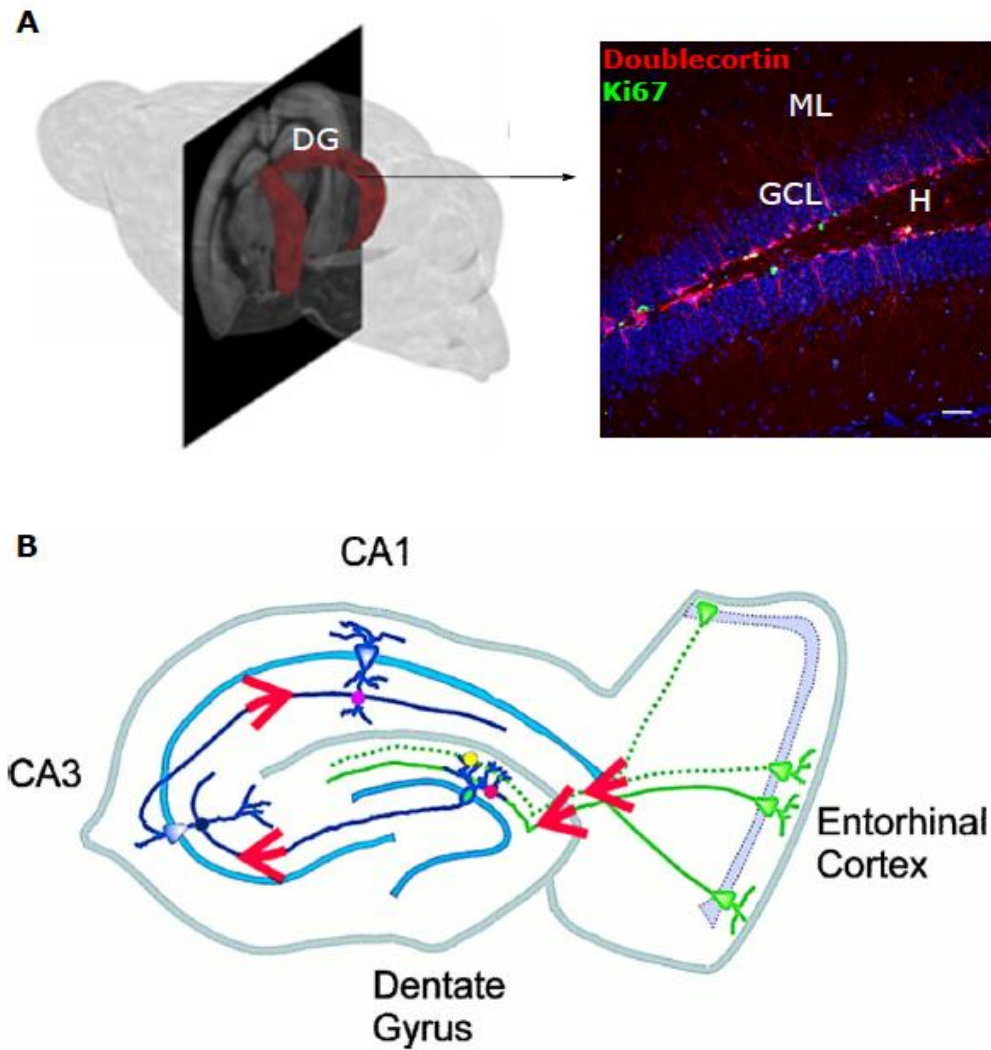 A
DG
Doublecortin
Ki67
ML
GCL
H
B
CA1
CA3
Entorhinal
Cortex
Dentate
Gyrus